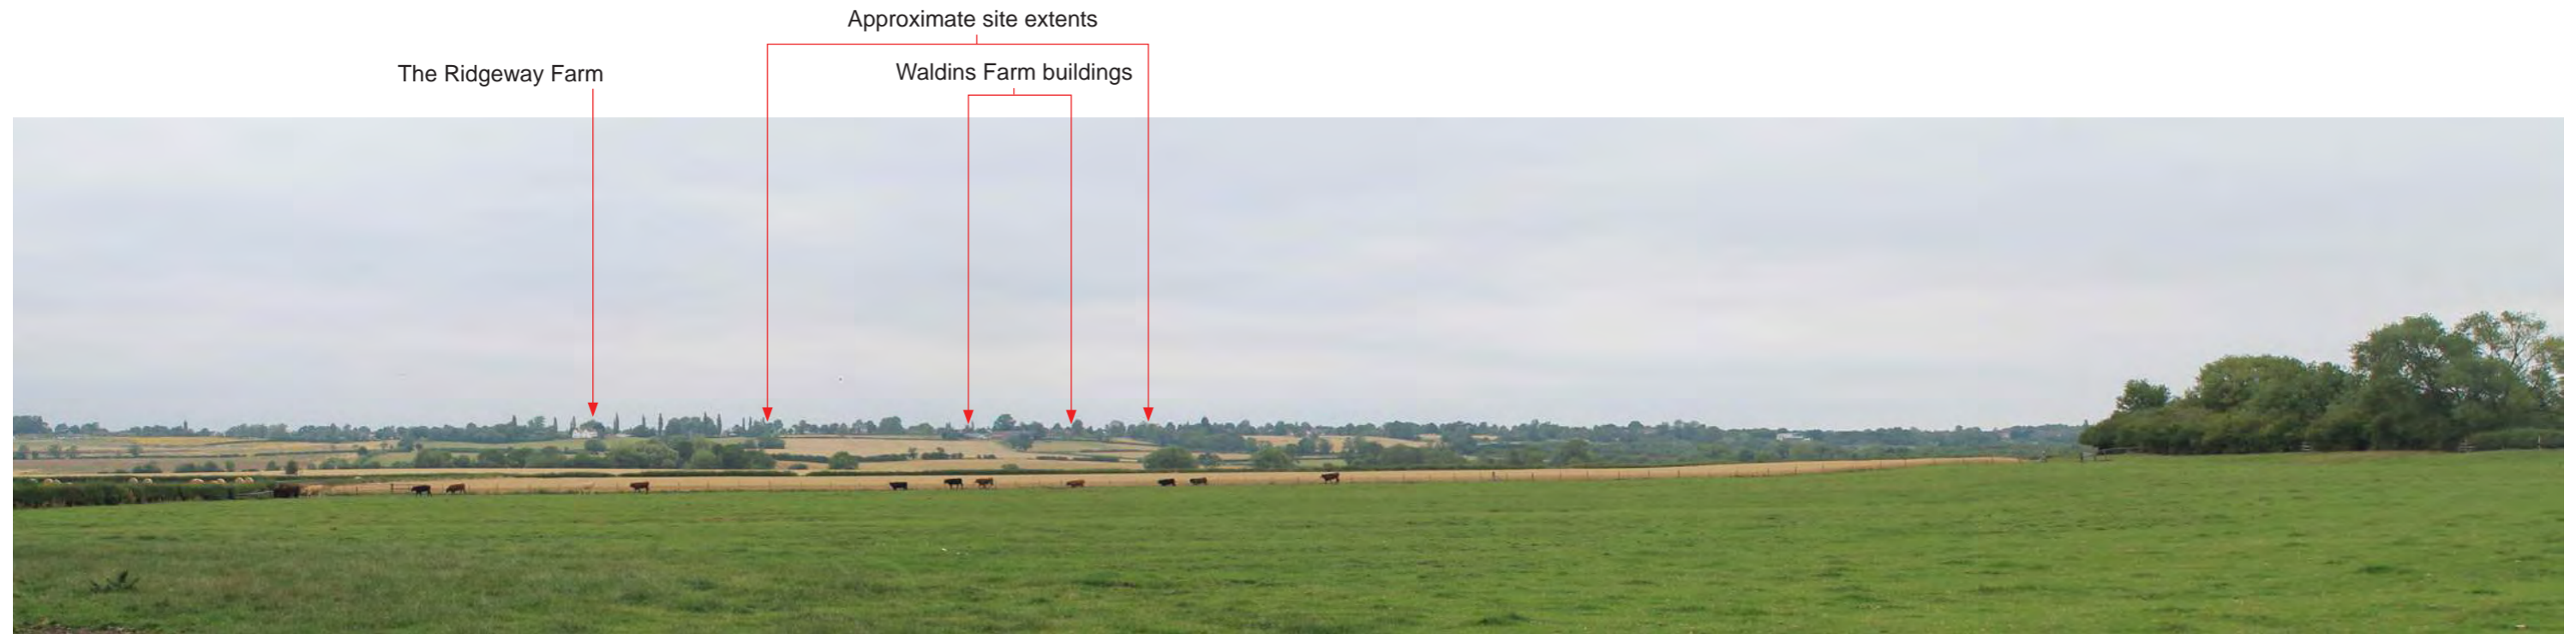 Approximate site extents
The Ridgeway Farm
Waldins Farm buildings